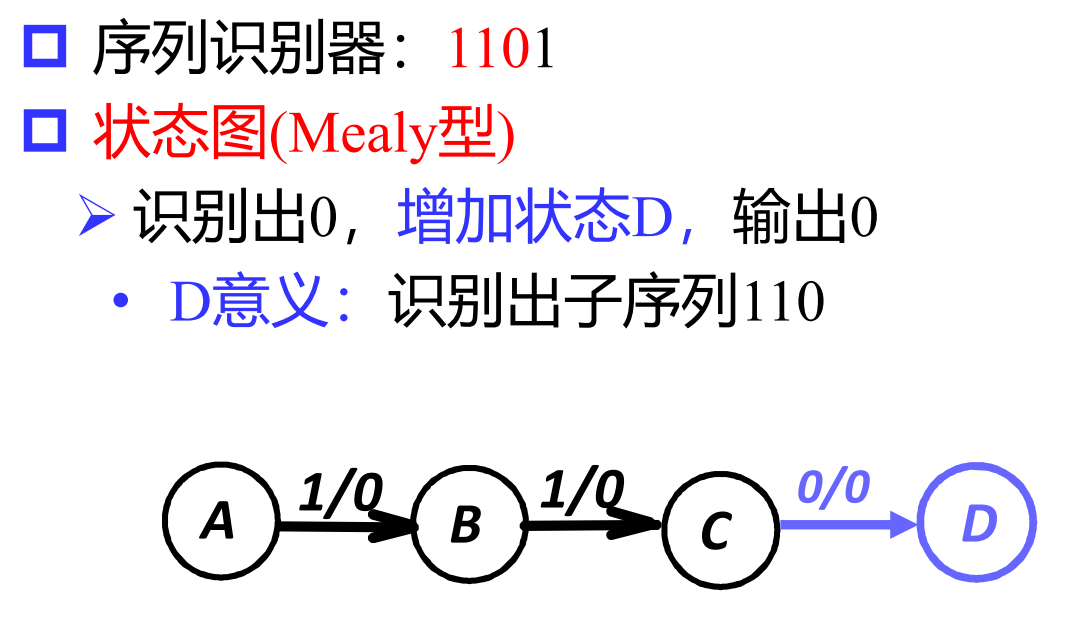 序列识别器：1101
状态图(Mealy型)
识别出0，增加状态D，输出0
D意义：识别出子序列110
1/0 1/0 0/0
A B C D